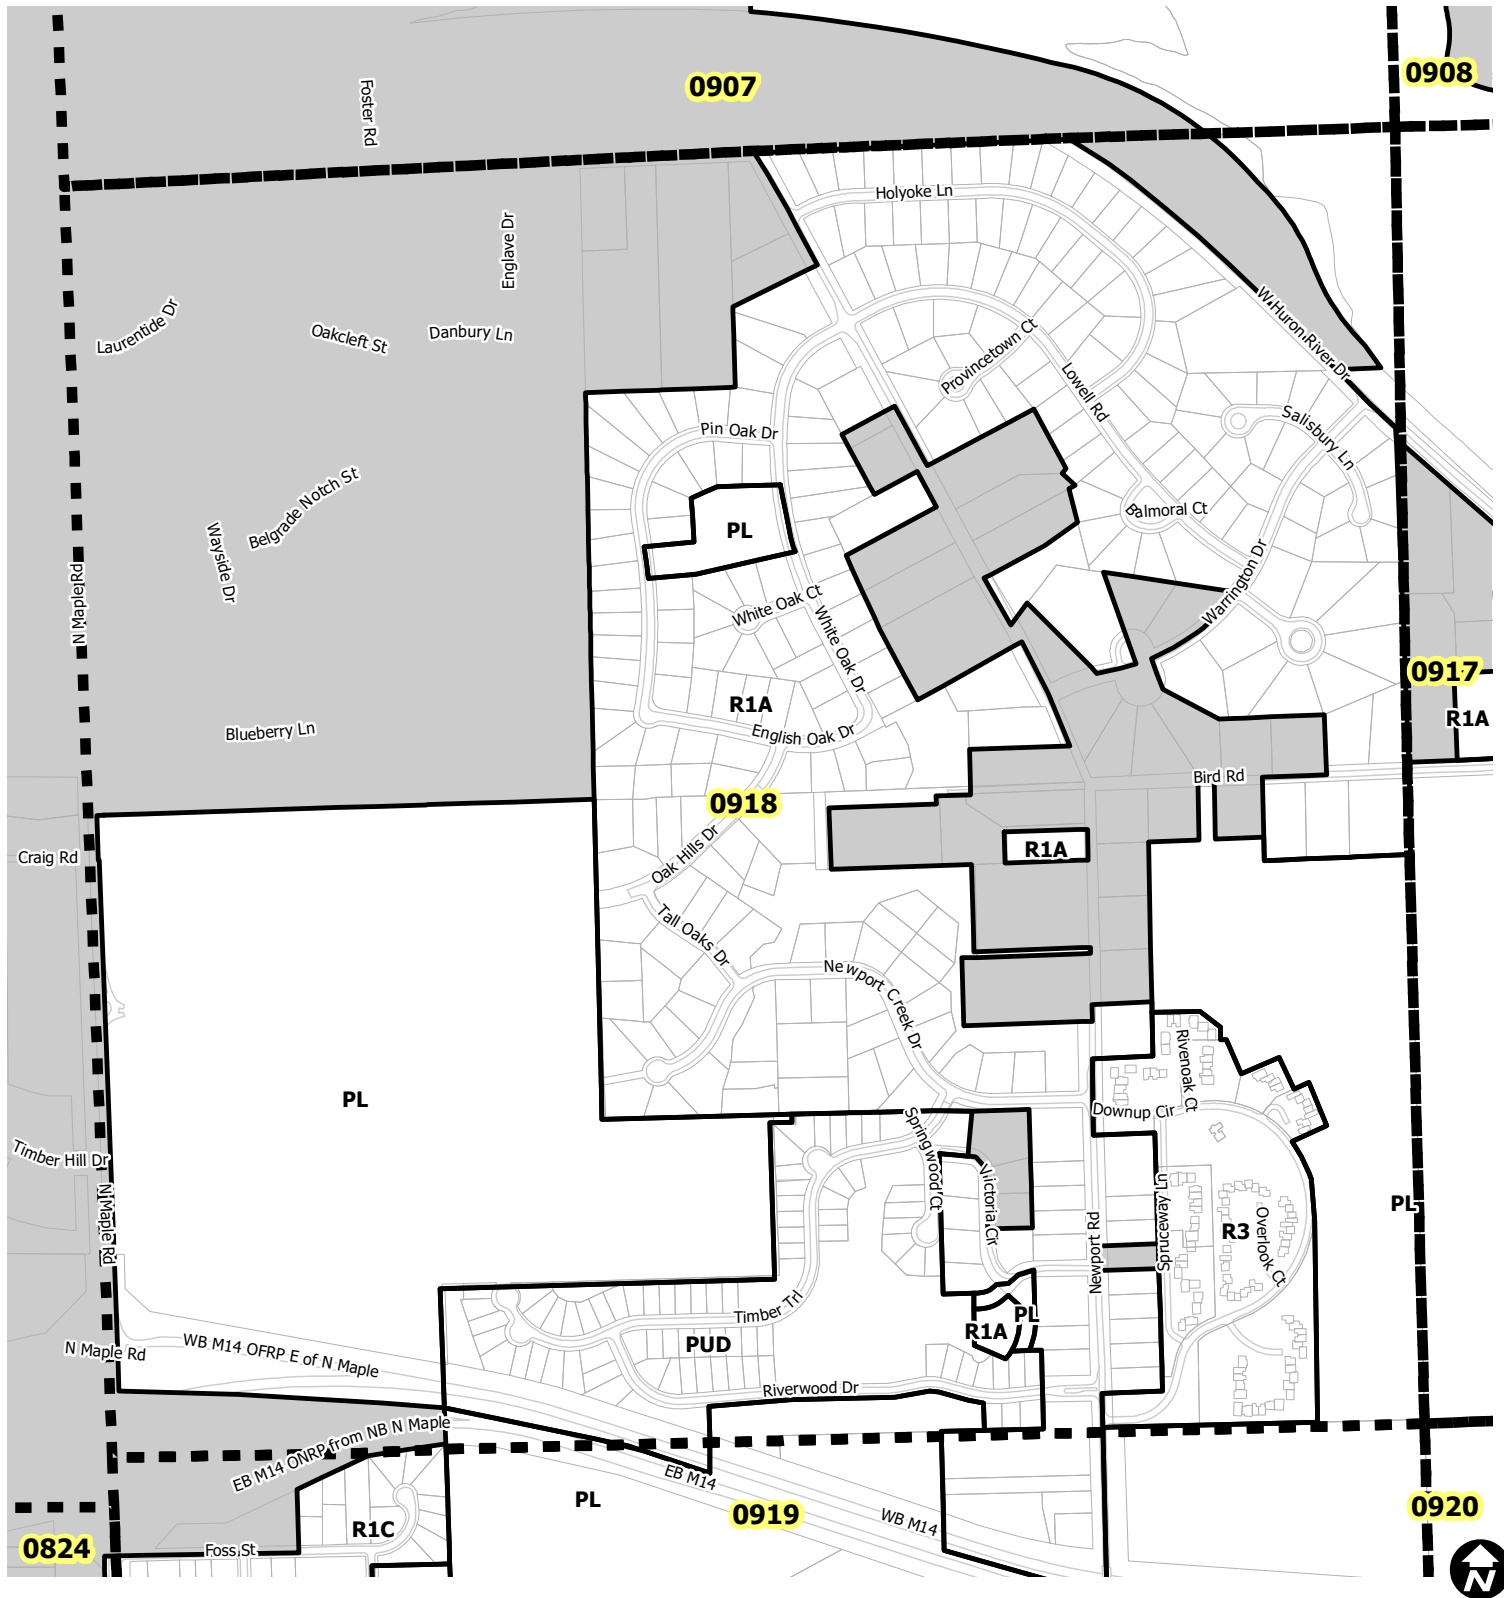 0907
0908
Foster Rd
Holyoke Ln
Englave Dr
Laurentide Dr
Oakcleft St
Danbury Ln
W Huron River Dr
Provincetown Ct
Lowell Rd
Salisbury Ln
Pin Oak Dr
Belgrade Notch St
Wayside Dr
PL
Balmoral Ct
N Maple Rd
White Oak Ct
White Oak Dr
Warrington Dr
0917
R1A
R1A
Blueberry Ln
English Oak Dr
Bird Rd
0918
Craig Rd
Oak Hills Dr
R1A
Tall Oaks Dr
Newport Creek Dr
Rivenoak Ct
PL
Downup Cir
Timber Hill Dr
Springwood Ct
Victoria Cir
N Maple Rd
Spruceway Ln
PL
R3
Overlook Ct
Newport Rd
Timber Trl
PL
R1A
PUD
N Maple Rd
WB M14 OFRP E of N Maple
Riverwood Dr
EB M14 ONRP from NB N Maple
EB M14
PL
0919
WB M14
0920
R1C
0824
Foss St
N